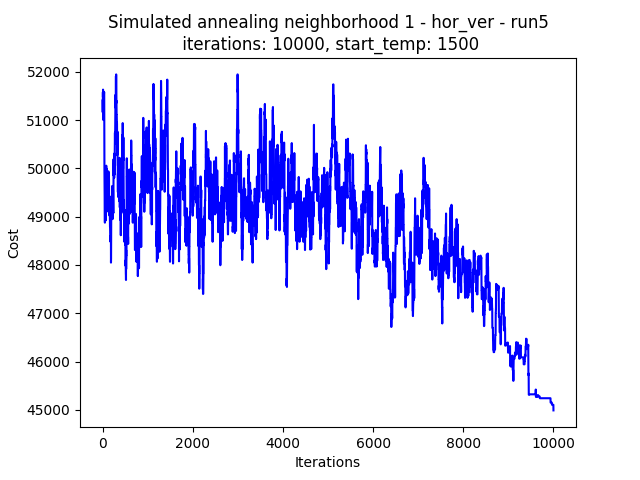 Simulated annealing neighborhood 1 - hor_ver - run5
iterations: 10000, start_temp: 1500
52000
51000
50000
49000
48000
47000
46000
45000
Cost
0 2000 4000 6000 8000 10000
Iterations